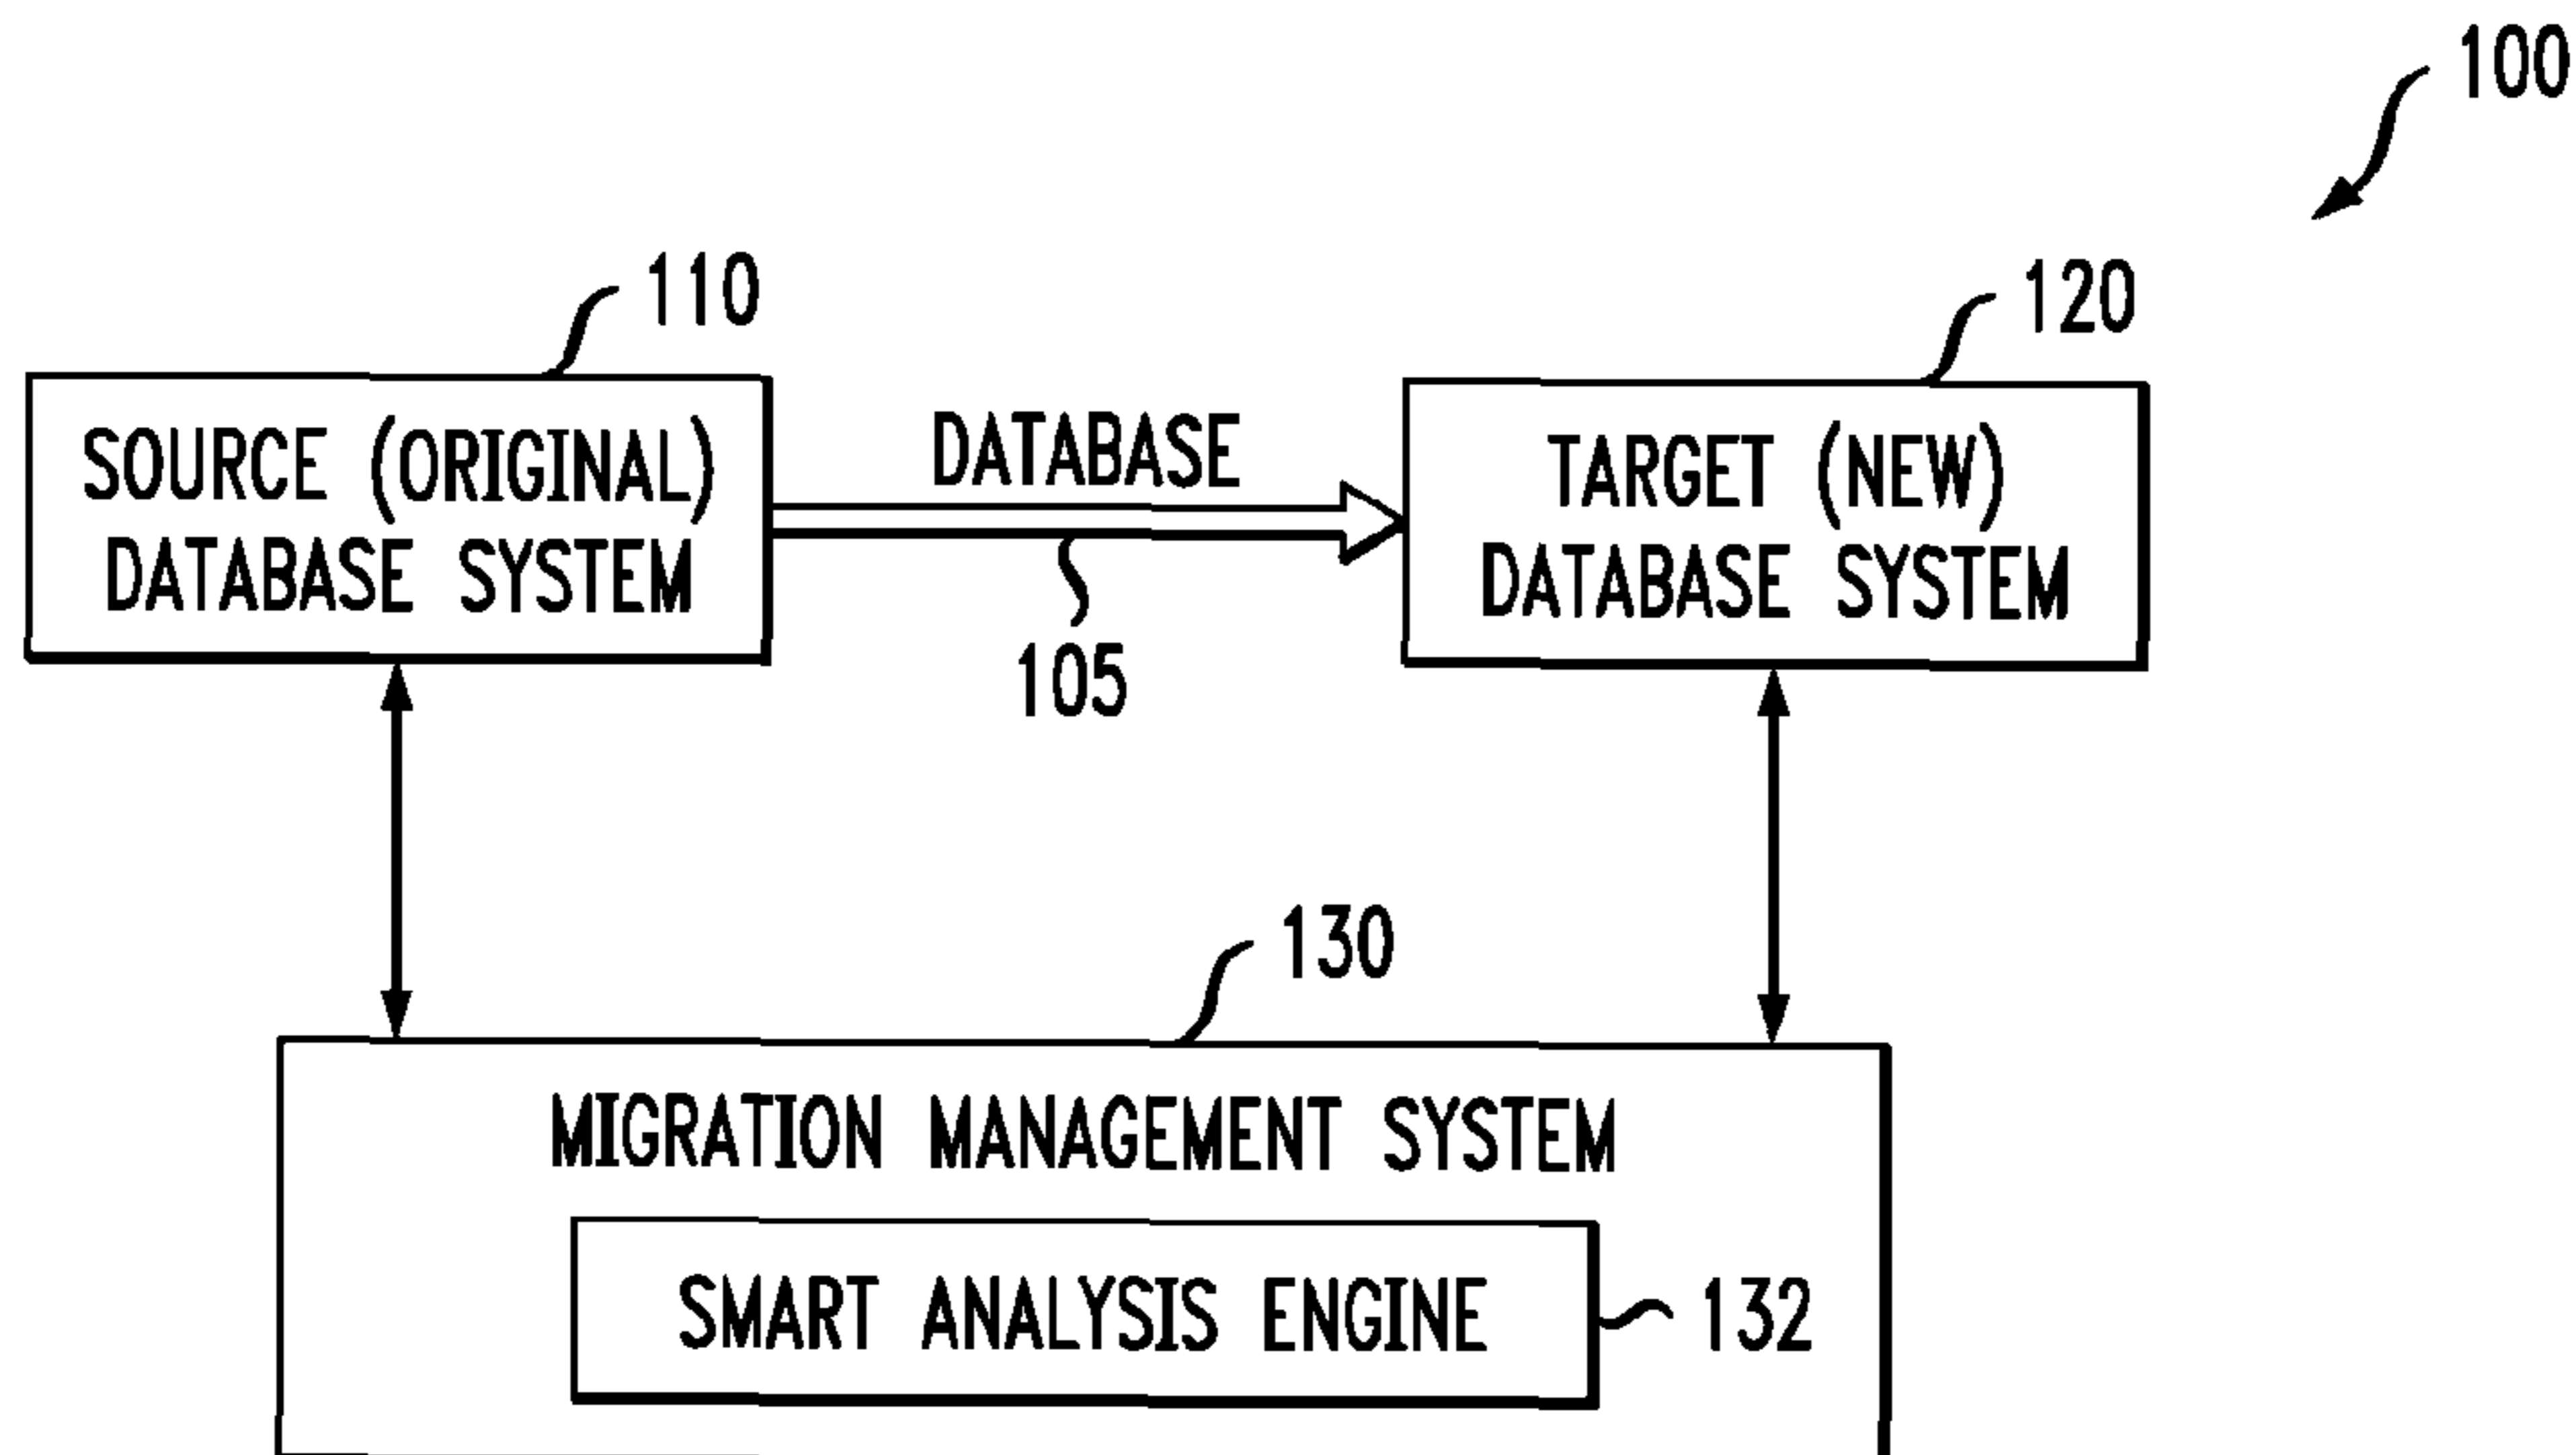 100
110
120
SOURCE (ORIGINAL)
DATABASE SYSTEM
DATABASE
TARGET (NEW)
DATABASE SYSTEM
105
130
MIGRATION MANAGEMENT SYSTEM
SMART ANALYSIS ENGINE
132